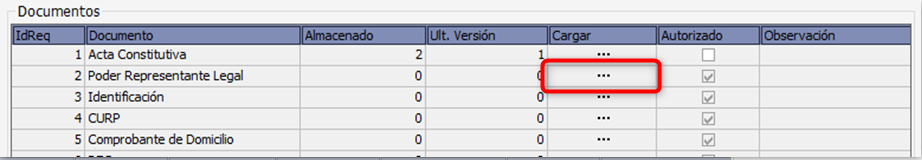 Documentos
IdReq Documento Almacenado Ult. Versión Cargar Autorizado Observación
1 Acta Constitutiva 2 1 ...
2 Poder Representante Legal 0 0 ...
3 Identificación 0 0 ...
4 CURP 0 0 ...
5 Comprobante de Domicilio 0 0 ...